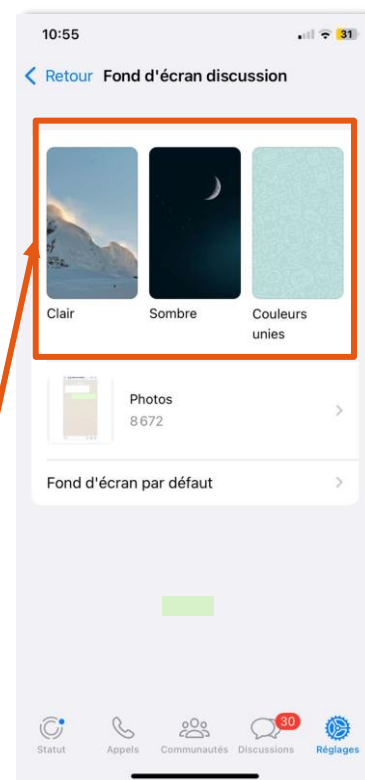 10:55
31
Retour Fond d'écran discussion
Clair Sombre Couleurs
unies
Photos
8 672
Fond d'écran par défaut
30
Statut Appels Communautés Discussions Réglages